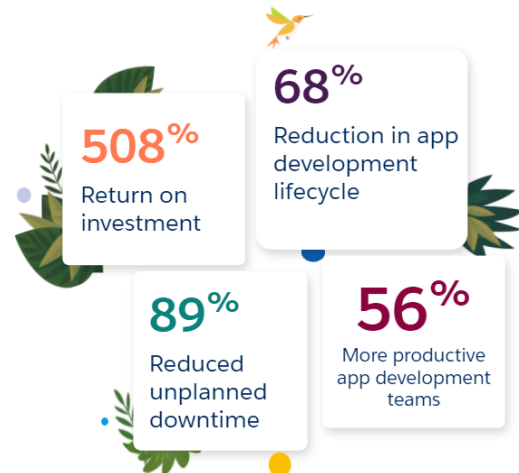 508%
Return on
investment
68%
Reduction in app
development
lifecycle
89%
Reduced
unplanned
downtime
56%
More productive
app development
teams